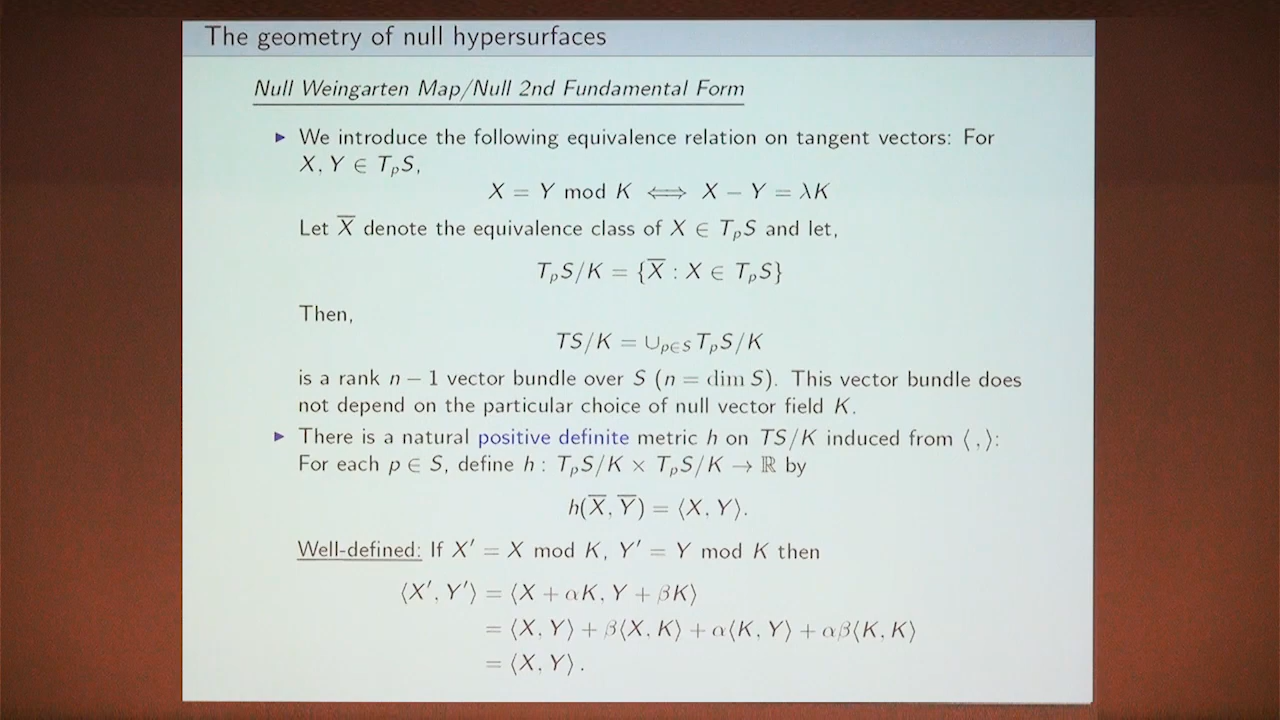 The geometry of null hypersurfaces
Null Weingarten Map/Null 2nd Fundamental Form
▶ We introduce the following equivalence relation on tangent vectors: For
X, Y ∈ TₚS,
X = Y mod K ⟺ X − Y = λK
Let X̅ denote the equivalence class of X ∈ TₚS and let,
TₚS/K = {X̅ : X ∈ TₚS}
Then,
TS/K = ∪ₚ∈S TₚS/K
is a rank n − 1 vector bundle over S (n = dim S). This vector bundle does
not depend on the particular choice of null vector field K.
▶ There is a natural positive definite metric h on TS/K induced from ⟨ , ⟩:
For each p ∈ S, define h : TₚS/K × TₚS/K → ℝ by
h(X̅, Y̅) = ⟨X, Y⟩.
Well-defined: If X′ = X mod K, Y′ = Y mod K then
⟨X′, Y′⟩ = ⟨X + αK, Y + βK⟩
= ⟨X, Y⟩ + β⟨X, K⟩ + α⟨K, Y⟩ + αβ⟨K, K⟩
= ⟨X, Y⟩ .